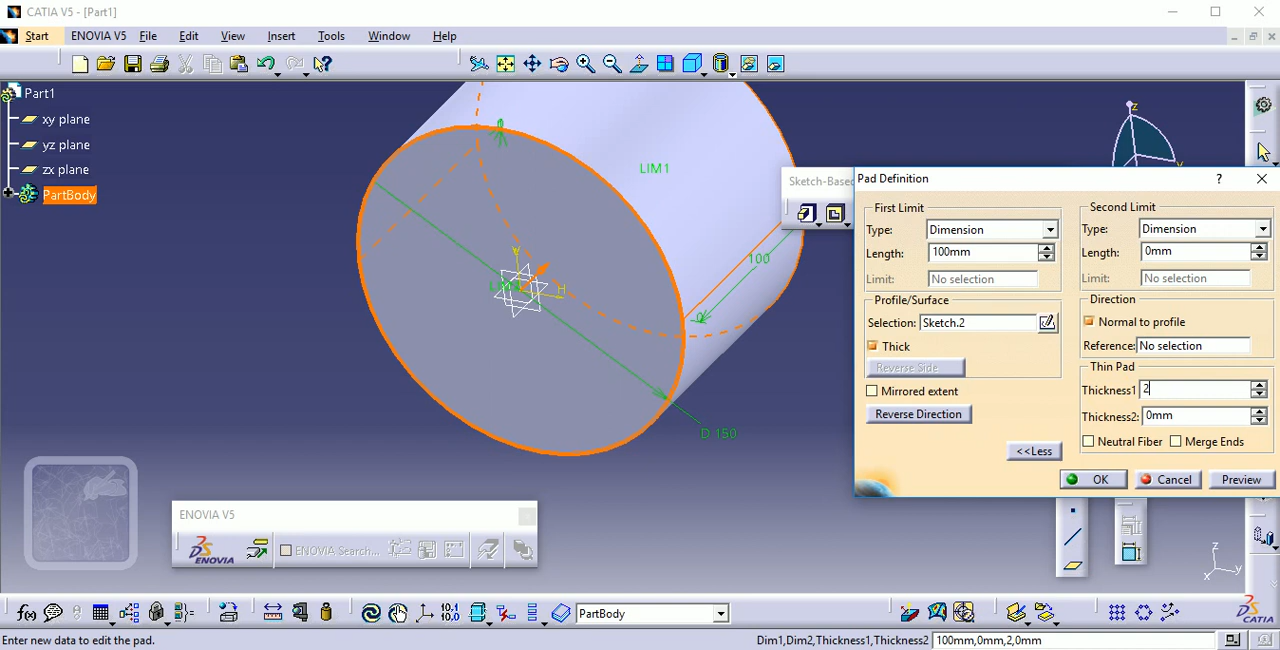 CATIA V5 - [Part1]
Start ENOVIA V5 File Edit View Insert Tools Window Help
Part1
xy plane
yz plane
zx plane
PartBody
LIM1
100
D 150
H
z
Sketch-Based
Pad Definition
First Limit
Type: Dimension
Length: 100mm
Limit: No selection
Profile/Surface
Selection: Sketch.2
Thick
Reverse Side
Mirrored extent
Reverse Direction
Second Limit
Type: Dimension
Length: 0mm
Limit: No selection
Direction
Normal to profile
Reference: No selection
Thin Pad
Thickness1 2
Thickness2: 0mm
Neutral Fiber Merge Ends
<<Less
OK Cancel Preview
ENOVIA V5
ENOVIA
ENOVIA Search...
z
x y
f(x) 10.1 PartBody
CATIA
Enter new data to edit the pad.
Dim1,Dim2,Thickness1,Thickness2 100mm,0mm,2,0mm